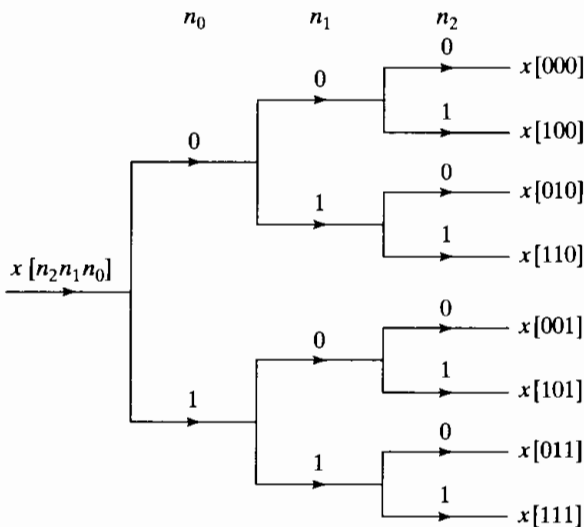 n₀ n₁ n₂
0 x[000]
0
1 x[100]
0
0 x[010]
1
1 x[110]
x[n₂n₁n₀]
0 x[001]
0
1 x[101]
1
0 x[011]
1
1 x[111]